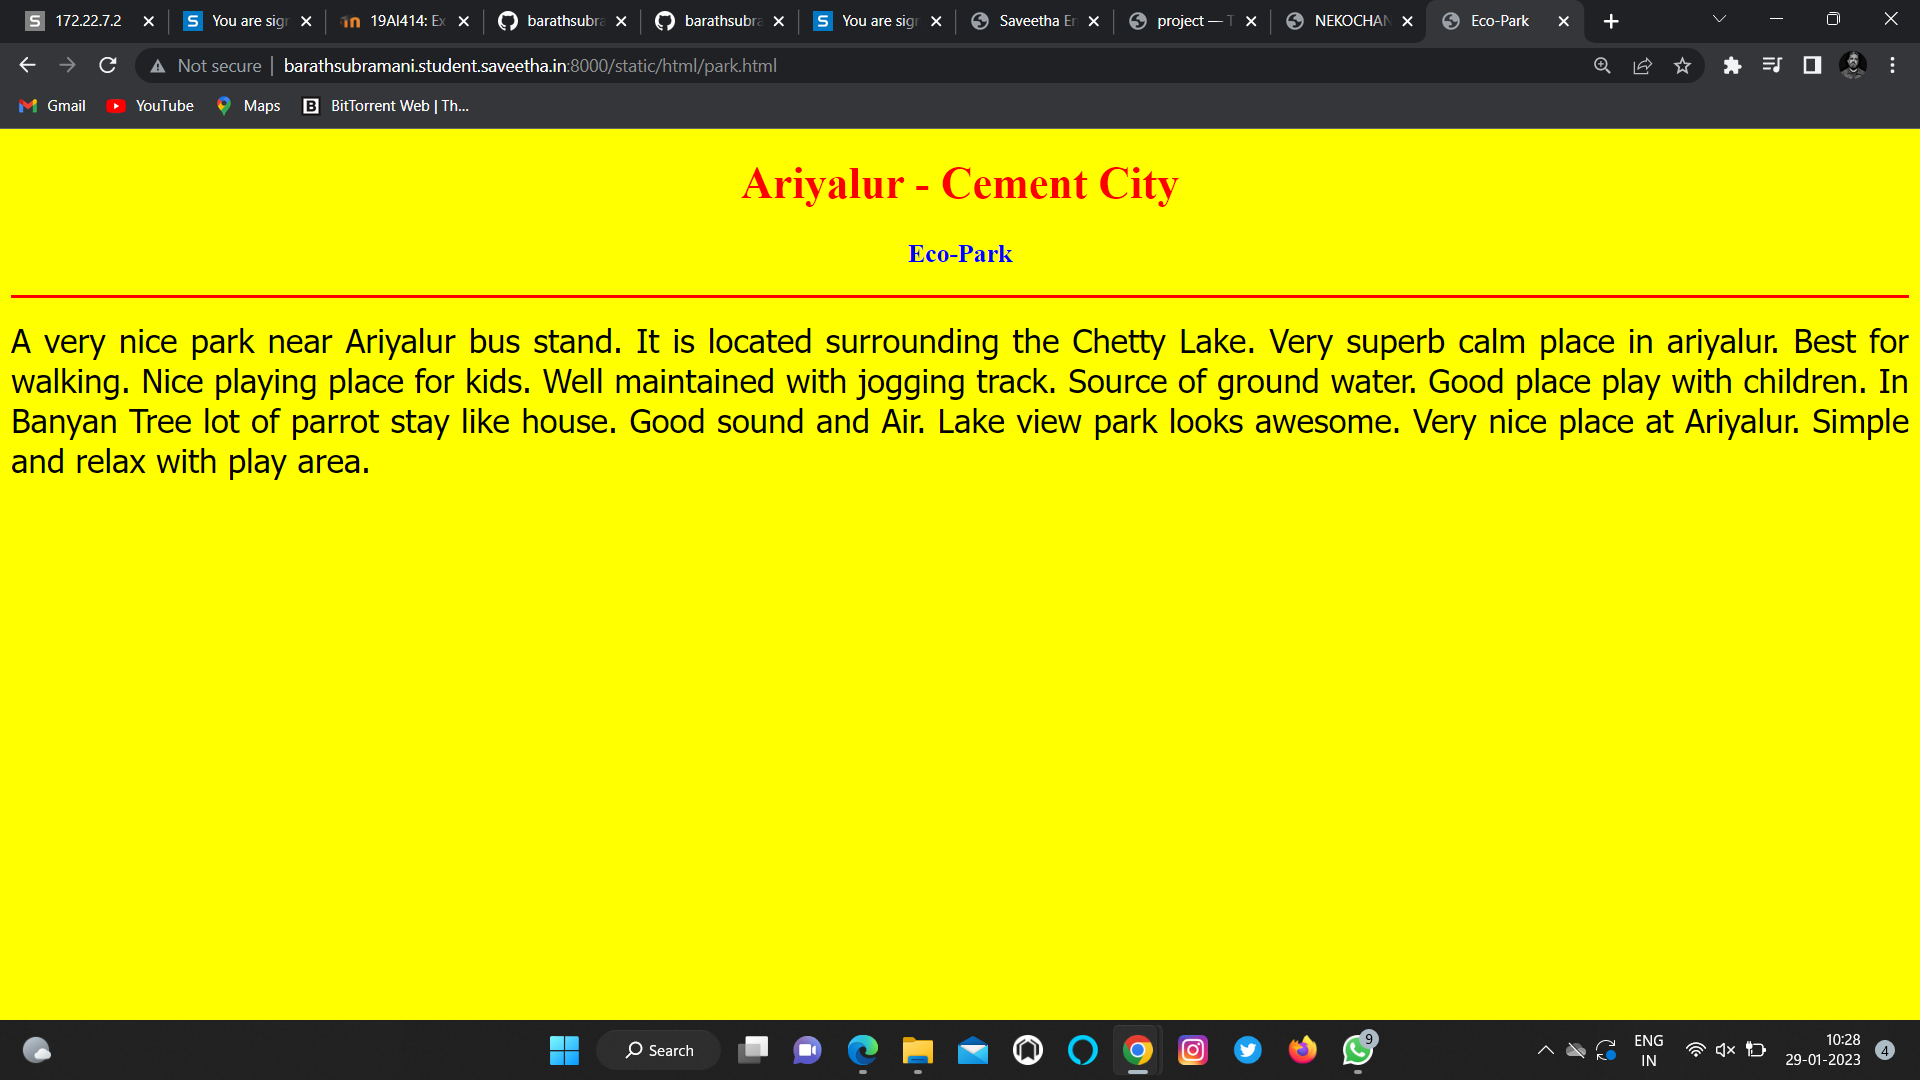 172.22.7.2
You are sigr
19AI414: Ex
barathsubra
barathsubra
You are sign
Saveetha En
project — T
NEKOCHAN
Eco-Park
Not secure
barathsubramani.student.saveetha.in:8000/static/html/park.html
Gmail
YouTube
Maps
BitTorrent Web | Th...
Ariyalur - Cement City
Eco-Park
A very nice park near Ariyalur bus stand. It is located surrounding the Chetty Lake. Very superb calm place in ariyalur. Best for
walking. Nice playing place for kids. Well maintained with jogging track. Source of ground water. Good place play with children. In
Banyan Tree lot of parrot stay like house. Good sound and Air. Lake view park looks awesome. Very nice place at Ariyalur. Simple
and relax with play area.
Search
9
ENG
IN
10:28
29-01-2023
4